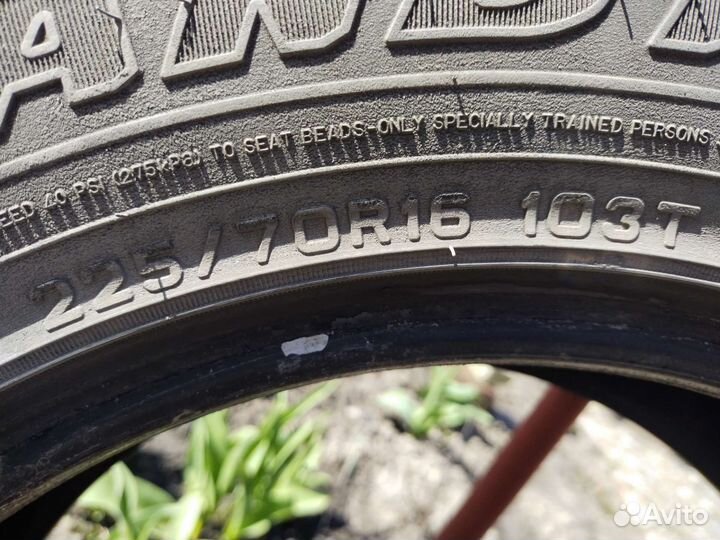 EED 40 PSI (275kPa) TO SEAT BEADS-ONLY SPECIALLY TRAINED PERSONS
225/70R16 103T
Avito